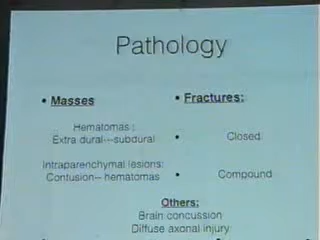 Pathology
• Masses
Hematomas :
Extra dural---subdural
Intraparenchymal lesions:
Contusion-- hematomas
• Fractures:
• Closed
• Compound
Others:
Brain concussion
Diffuse axonal injury